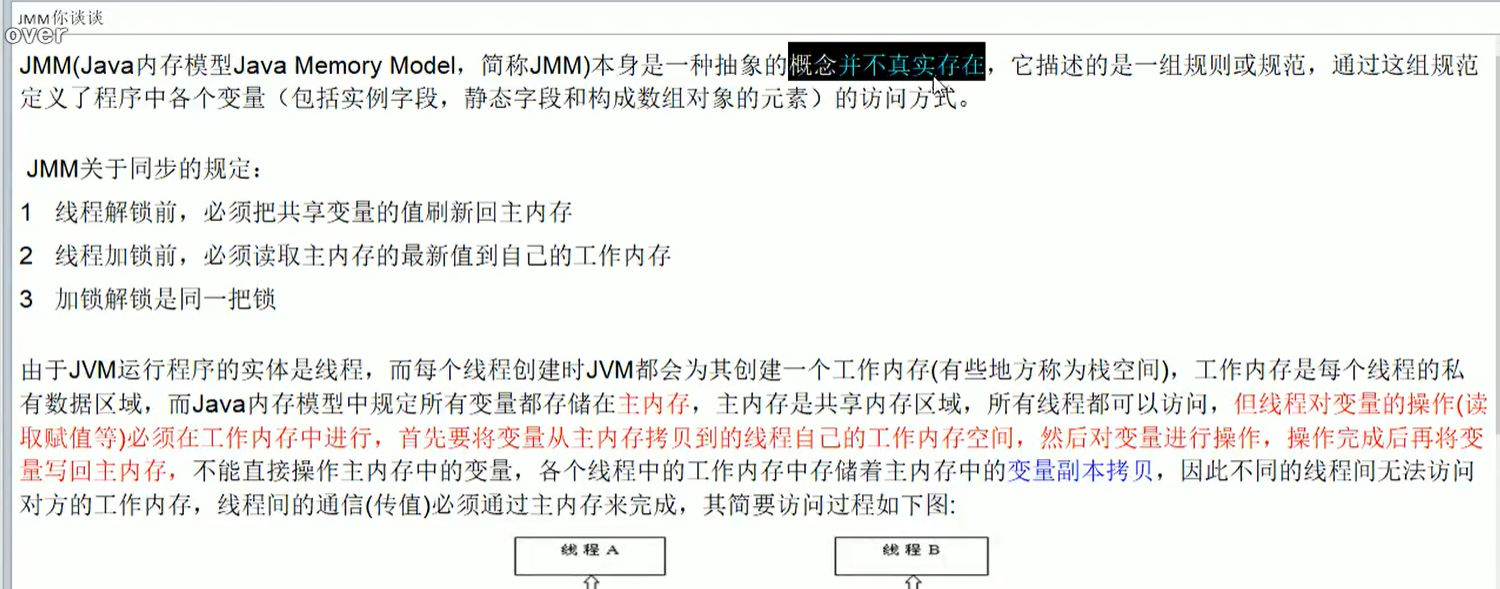 JMM你谈谈
over
JMM(Java内存模型Java Memory Model，简称JMM)本身是一种抽象的概念并不真实存在，它描述的是一组规则或规范，通过这组规范
定义了程序中各个变量（包括实例字段，静态字段和构成数组对象的元素）的访问方式。
JMM关于同步的规定：
1 线程解锁前，必须把共享变量的值刷新回主内存
2 线程加锁前，必须读取主内存的最新值到自己的工作内存
3 加锁解锁是同一把锁
由于JVM运行程序的实体是线程，而每个线程创建时JVM都会为其创建一个工作内存(有些地方称为栈空间)，工作内存是每个线程的私
有数据区域，而Java内存模型中规定所有变量都存储在主内存，主内存是共享内存区域，所有线程都可以访问，但线程对变量的操作(读
取赋值等)必须在工作内存中进行，首先要将变量从主内存拷贝到的线程自己的工作内存空间，然后对变量进行操作，操作完成后再将变
量写回主内存，不能直接操作主内存中的变量，各个线程中的工作内存中存储着主内存中的变量副本拷贝，因此不同的线程间无法访问
对方的工作内存，线程间的通信(传值)必须通过主内存来完成，其简要访问过程如下图:
线程A
线程B